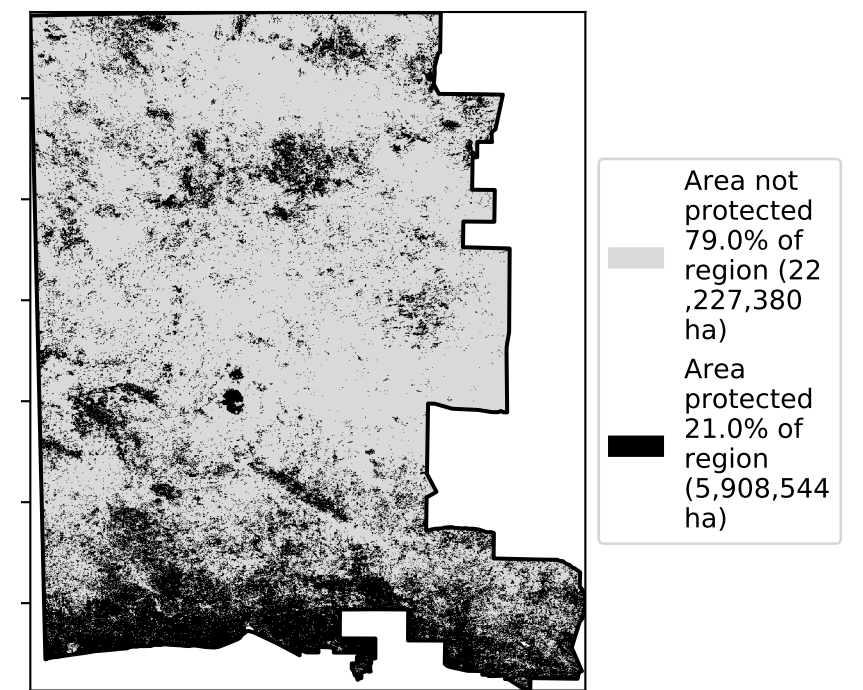 Area not
protected
79.0% of
region (22
,227,380
ha)
Area
protected
21.0% of
region
(5,908,544
ha)